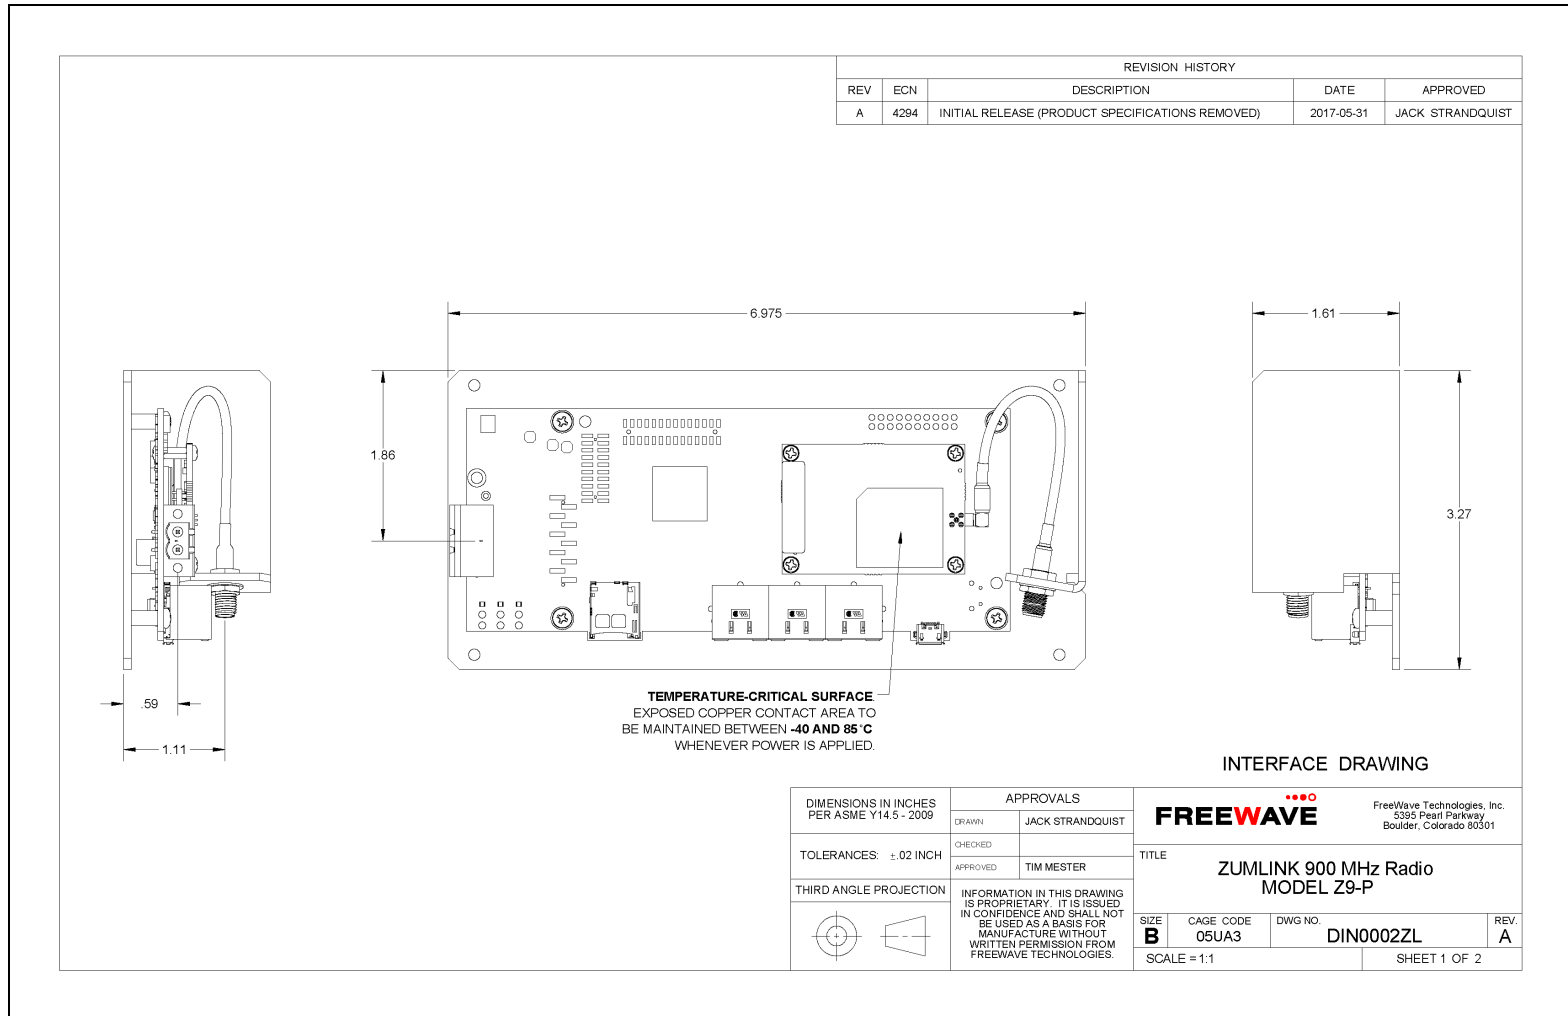 REVISION HISTORY
REV ECN DESCRIPTION DATE APPROVED
A 4294 INITIAL RELEASE (PRODUCT SPECIFICATIONS REMOVED) 2017-05-31 JACK STRANDQUIST
6.975
1.61
1.86
3.27
.59
1.11
TEMPERATURE-CRITICAL SURFACE
EXPOSED COPPER CONTACT AREA TO
BE MAINTAINED BETWEEN -40 AND 85°C
WHENEVER POWER IS APPLIED.
INTERFACE DRAWING
DIMENSIONS IN INCHES
PER ASME Y14.5 - 2009
TOLERANCES: ±.02 INCH
THIRD ANGLE PROJECTION
APPROVALS
DRAWN JACK STRANDQUIST
CHECKED
APPROVED TIM MESTER
INFORMATION IN THIS DRAWING
IS PROPRIETARY. IT IS ISSUED
IN CONFIDENCE AND SHALL NOT
BE USED AS A BASIS FOR
MANUFACTURE WITHOUT
WRITTEN PERMISSION FROM
FREEWAVE TECHNOLOGIES.
FREEWAVE
FreeWave Technologies, Inc.
5395 Pearl Parkway
Boulder, Colorado 80301
TITLE
ZUMLINK 900 MHz Radio
MODEL Z9-P
SIZE CAGE CODE DWG NO. REV.
B 05UA3 DIN0002ZL A
SCALE = 1:1 SHEET 1 OF 2